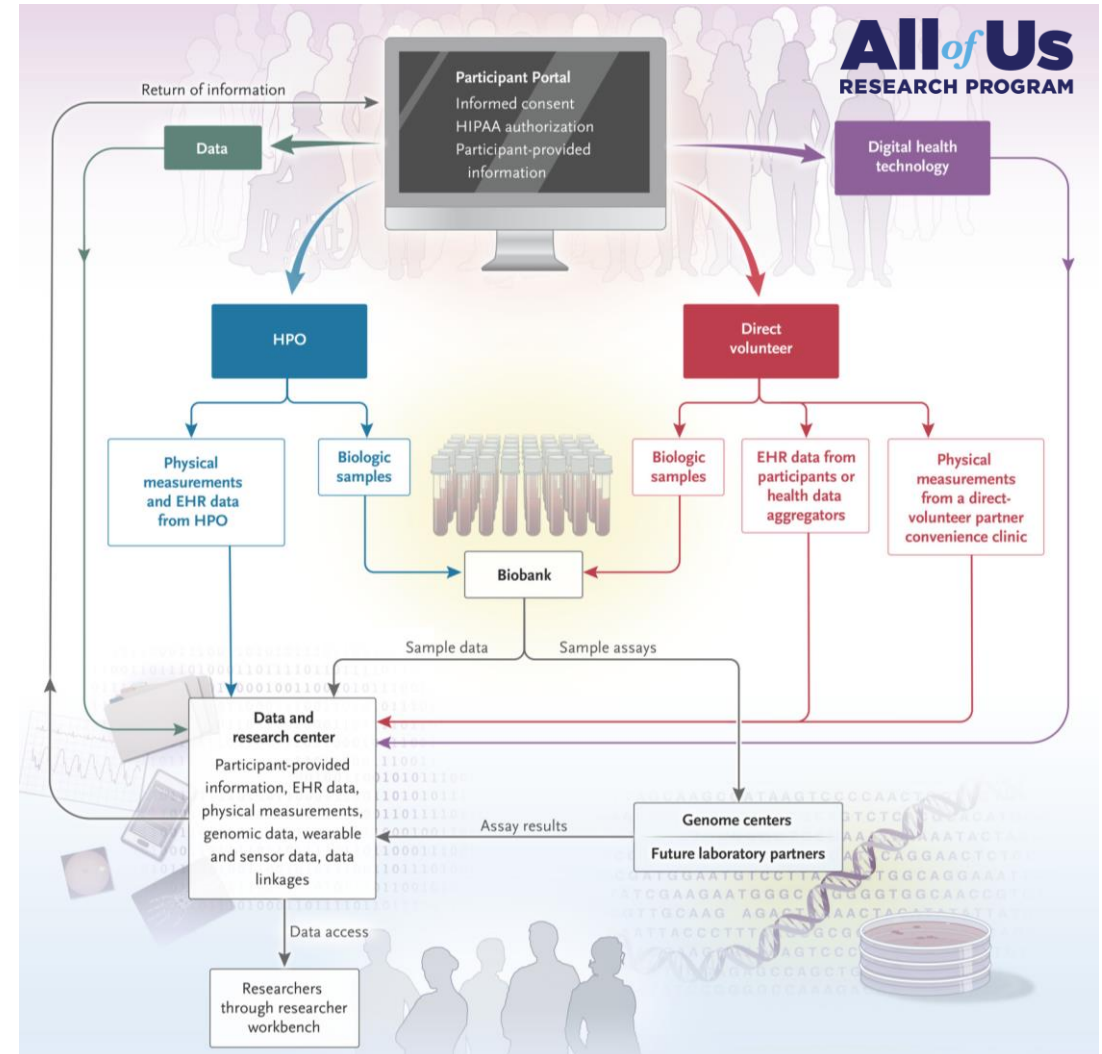 All of Us
RESEARCH PROGRAM
Participant Portal
Informed consent
HIPAA authorization
Participant-provided
information
Return of information
Data
Digital health
technology
HPO
Direct
volunteer
Physical
measurements
and EHR data
from HPO
Biologic
samples
Biologic
samples
EHR data from
participants or
health data
aggregators
Physical
measurements
from a direct-
volunteer partner
convenience clinic
Biobank
Sample data
Sample assays
Data and
research center
Participant-provided
information, EHR data,
physical measurements,
genomic data, wearable
and sensor data, data
linkages
Assay results
Genome centers
Future laboratory partners
Data access
Researchers
through researcher
workbench